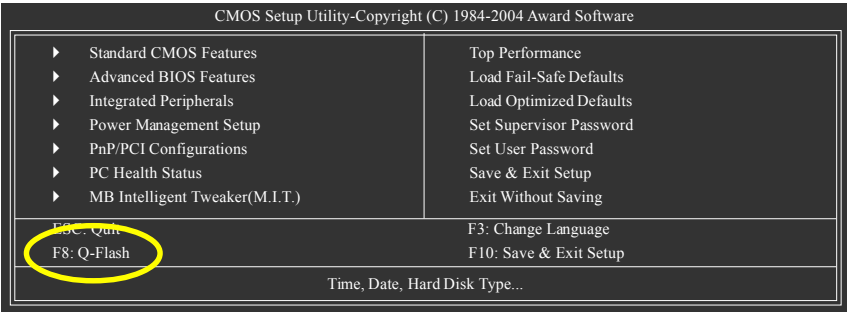 CMOS Setup Utility-Copyright (C) 1984-2004 Award Software
Standard CMOS Features
Advanced BIOS Features
Integrated Peripherals
Power Management Setup
PnP/PCI Configurations
PC Health Status
MB Intelligent Tweaker(M.I.T.)
Top Performance
Load Fail-Safe Defaults
Load Optimized Defaults
Set Supervisor Password
Set User Password
Save & Exit Setup
Exit Without Saving
ESC: Quit
F8: Q-Flash
F3: Change Language
F10: Save & Exit Setup
Time, Date, Hard Disk Type...